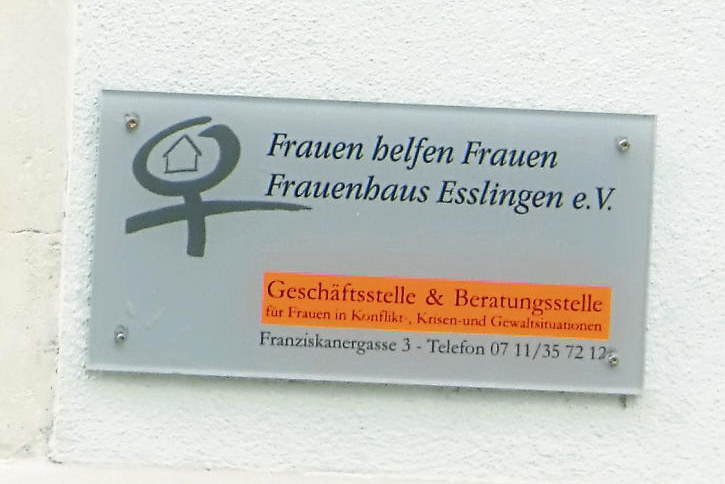 Frauen helfen Frauen
Frauenhaus Esslingen e.V.
Geschäftsstelle & Beratungsstelle
für Frauen in Konflikt-, Krisen-und Gewaltsituationen
Franziskanergasse 3 - Telefon 07 11/35 72 12